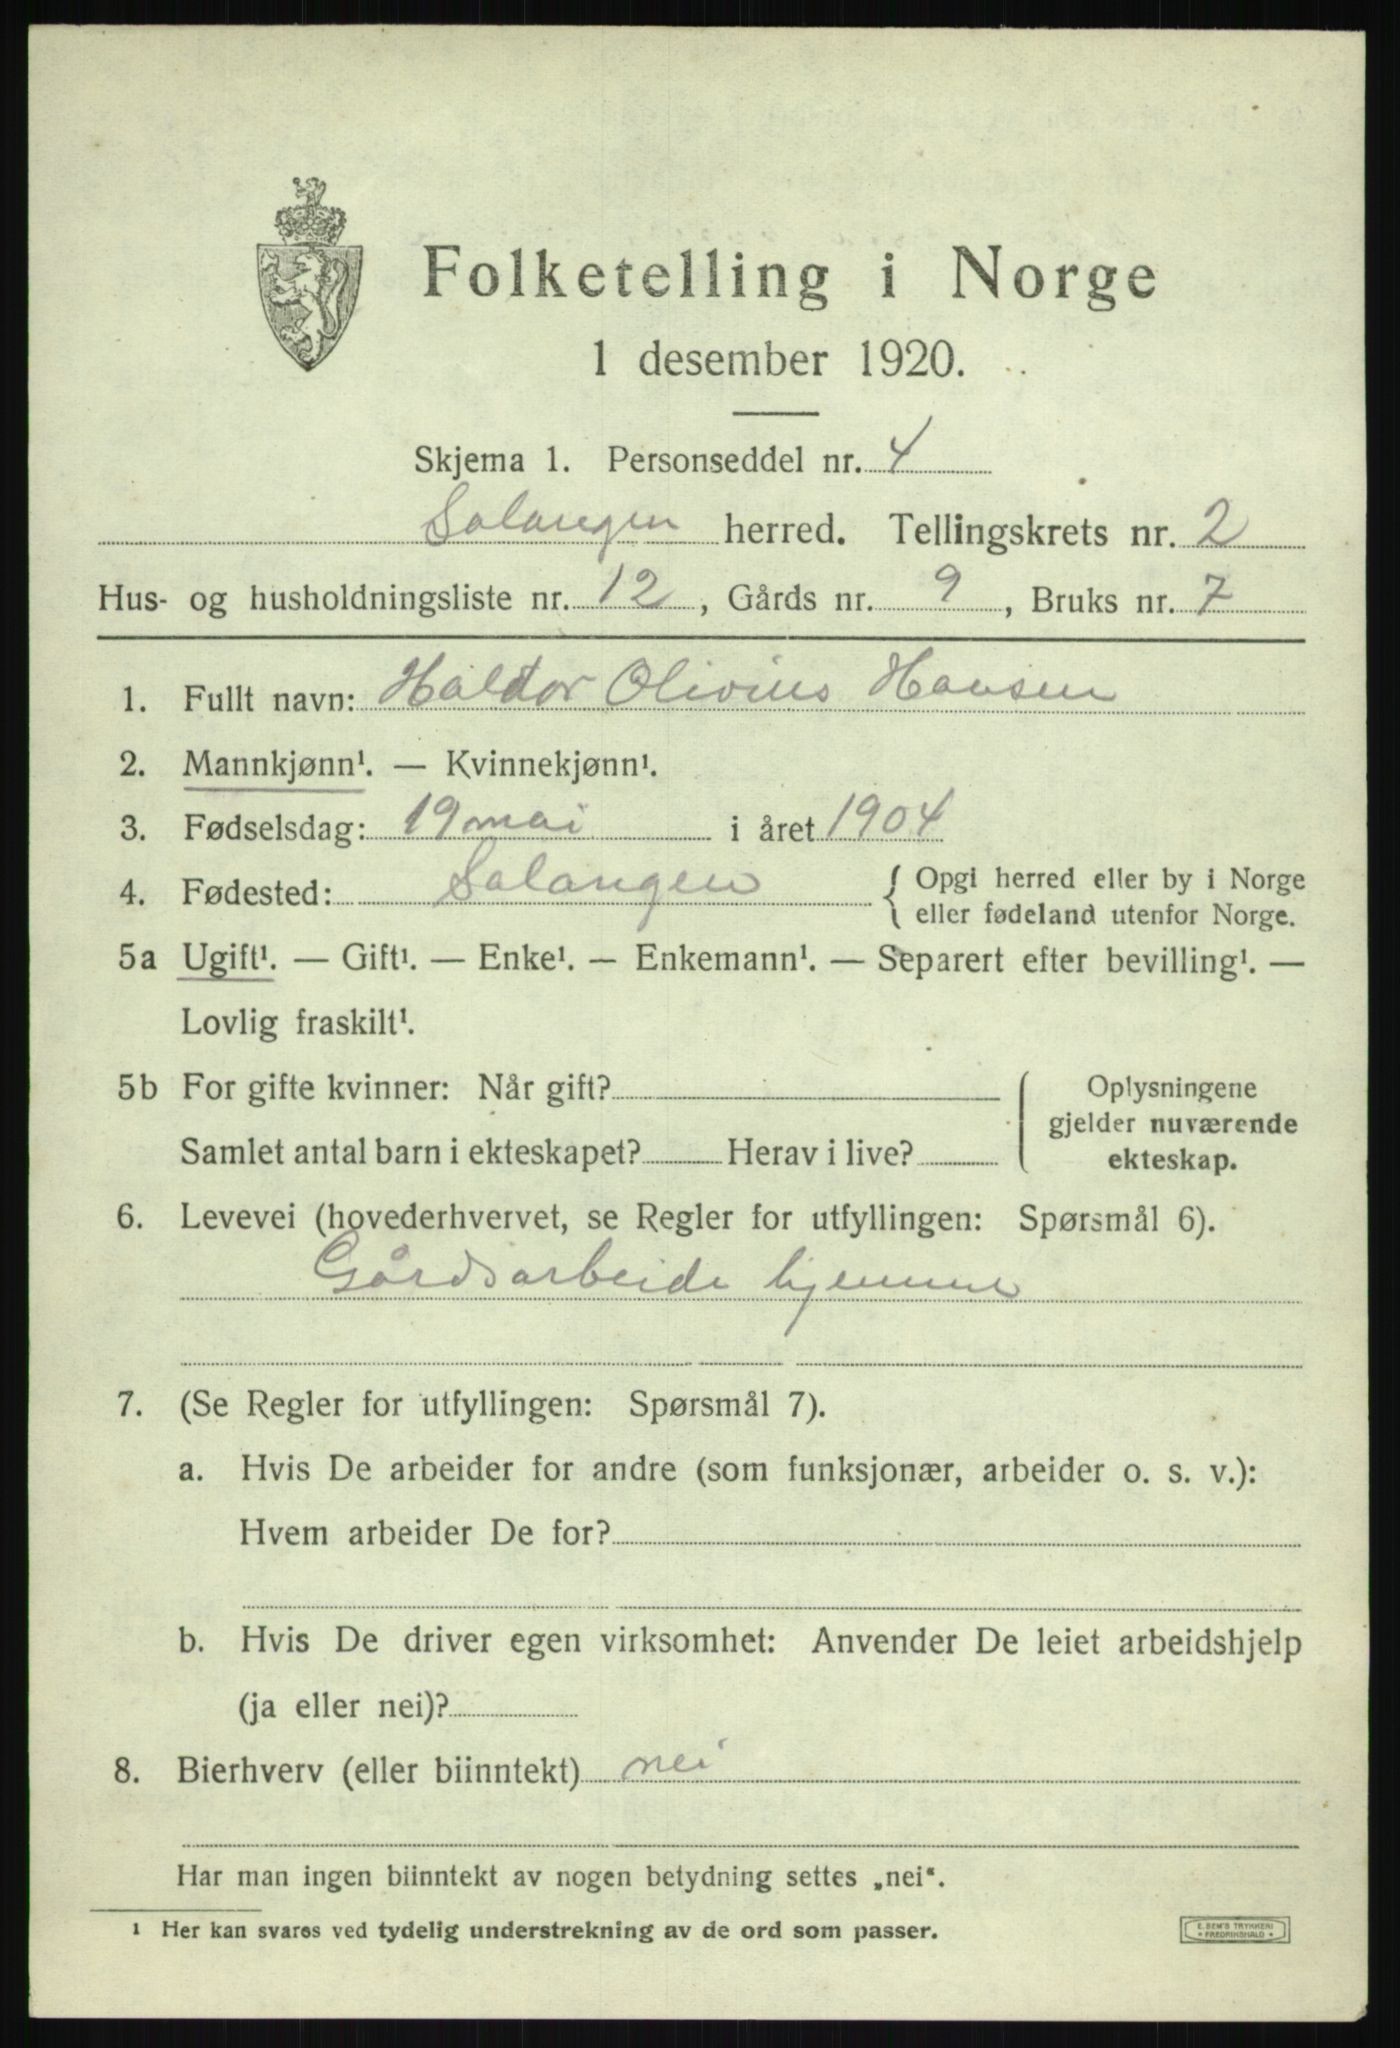 Folketelling i Norge
1 desember 1920.
Skjema 1. Personseddel nr. 4
Salangen herred. Tellingskrets nr. 2
Hus- og husholdningsliste nr. 12, Gårds nr. 9, Bruks nr. 7
1. Fullt navn: Haldor Olivius Hansen
2. Mannkjønn¹. — Kvinnekjønn¹.
3. Fødselsdag: 19 mai i året 1904
4. Fødested: Salangen { Opgi herred eller by i Norge
eller fødeland utenfor Norge.
5a Ugift¹. — Gift¹. — Enke¹. — Enkemann¹. — Separert efter bevilling¹. —
Lovlig fraskilt¹.
5b For gifte kvinner: Når gift?
Samlet antal barn i ekteskapet? Herav i live?
Oplysningene
gjelder nuværende
ekteskap.
6. Levevei (hovederhvervet, se Regler for utfyllingen: Spørsmål 6).
Gårdsarbeide hjemme
7. (Se Regler for utfyllingen: Spørsmål 7).
a. Hvis De arbeider for andre (som funksjonær, arbeider o. s. v.):
Hvem arbeider De for?
b. Hvis De driver egen virksomhet: Anvender De leiet arbeidshjelp
(ja eller nei)?
8. Bierhverv (eller biinntekt) nei
Har man ingen biinntekt av nogen betydning settes „nei“.
¹ Her kan svares ved tydelig understrekning av de ord som passer.
E. SEM'S TRYKKERI
* FREDRIKSHALD *